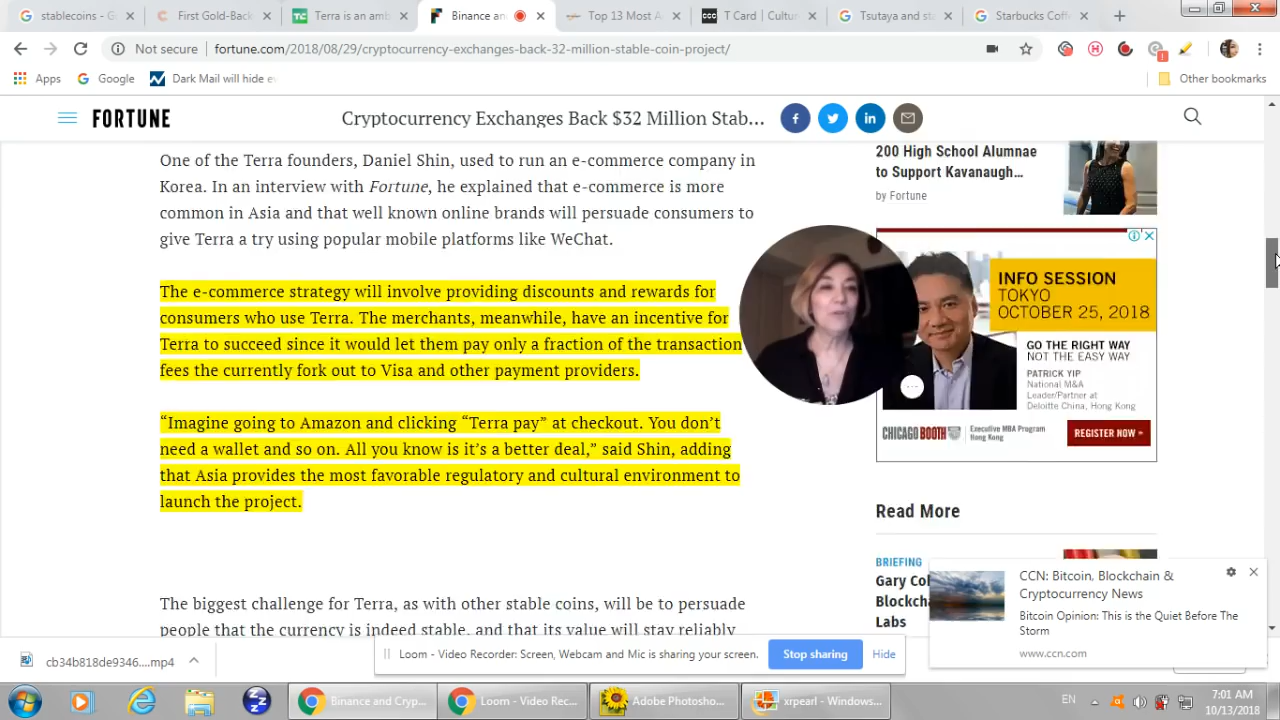 stablecoins - G
First Gold-Back
Terra is an amb
Binance an
Top 13 Most A
T Card | Cultur
Tsutaya and st
Starbucks Coff
Not secure
fortune.com/2018/08/29/cryptocurrency-exchanges-back-32-million-stable-coin-project/
Apps
Google
Dark Mail will hide e
Other bookmarks
FORTUNE
Cryptocurrency Exchanges Back $32 Million Stab...
One of the Terra founders, Daniel Shin, used to run an e-commerce company in
Korea. In an interview with Fortune, he explained that e-commerce is more
common in Asia and that well known online brands will persuade consumers to
give Terra a try using popular mobile platforms like WeChat.
The e-commerce strategy will involve providing discounts and rewards for
consumers who use Terra. The merchants, meanwhile, have an incentive for
Terra to succeed since it would let them pay only a fraction of the transaction
fees the currently fork out to Visa and other payment providers.
“Imagine going to Amazon and clicking “Terra pay” at checkout. You don’t
need a wallet and so on. All you know is it’s a better deal,” said Shin, adding
that Asia provides the most favorable regulatory and cultural environment to
launch the project.
The biggest challenge for Terra, as with other stable coins, will be to persuade
people that the currency is indeed stable, and that its value will stay reliably
200 High School Alumnae
to Support Kavanaugh...
by Fortune
INFO SESSION
TOKYO
OCTOBER 25, 2018
GO THE RIGHT WAY
NOT THE EASY WAY
PATRICK YIP
National M&A
Leader/Partner at
Deloitte China, Hong Kong
CHICAGO BOOTH
Executive MBA Program
Hong Kong
REGISTER NOW
Read More
BRIEFING
Gary Col
Blockcha
Labs
CCN: Bitcoin, Blockchain &
Cryptocurrency News
Bitcoin Opinion: This is the Quiet Before The
Storm
www.ccn.com
cb34b818de9346....mp4
Loom - Video Recorder: Screen, Webcam and Mic is sharing your screen.
Stop sharing
Hide
Binance and Cryp...
Loom - Video Rec...
Adobe Photosho...
xrpearl - Windows...
EN
7:01 AM
10/13/2018